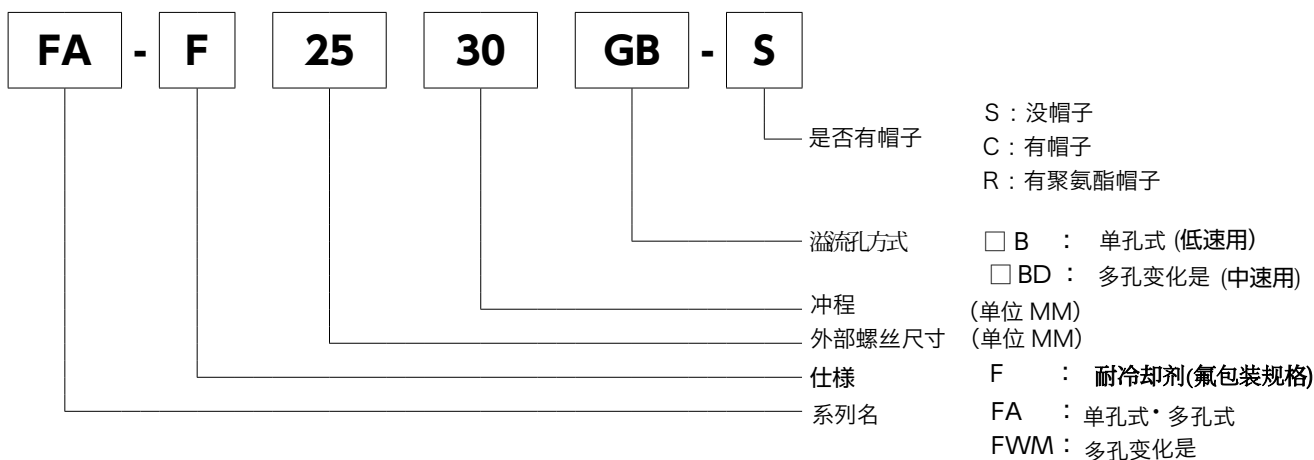 FA - F 25 30 GB - S
是否有帽子
S : 没帽子
C : 有帽子
R : 有聚氨酯帽子
溢流孔方式
□ B : 单孔式 (低速用)
□ BD : 多孔变化是 (中速用)
冲程 (单位 MM)
外部螺丝尺寸 (单位 MM)
仕様 F : 耐冷却剂(氟包装规格)
系列名 FA : 单孔式・多孔式
FWM : 多孔变化是